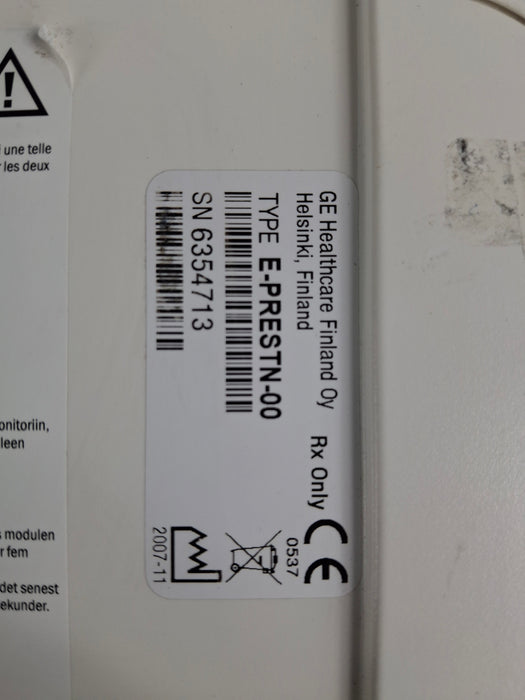 GE Healthcare Finland Oy
Helsinki, Finland
Rx Only
TYPE E-PRESTN-00
SN 6354713
0537
2007-11
une telle
les deux
onitoriin,
leen
modulen
r fem
det senest
ekunder.